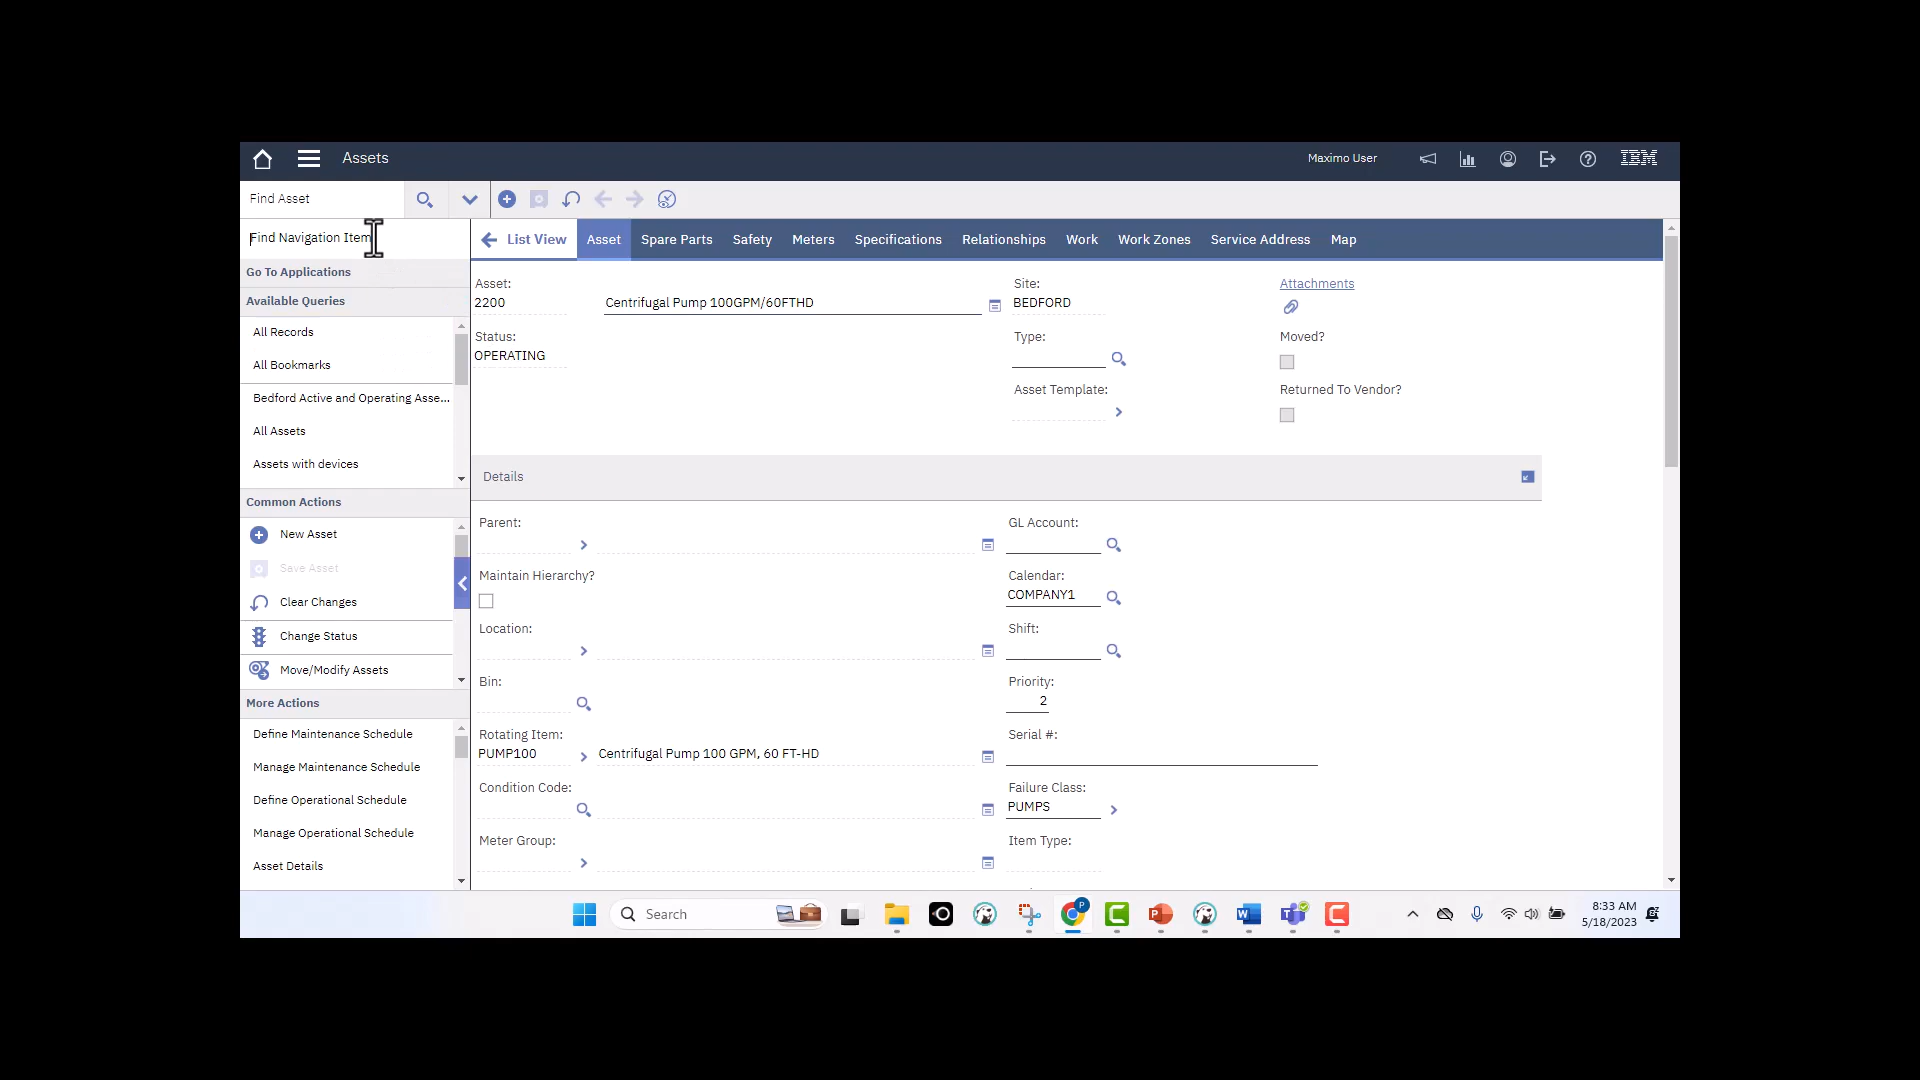 Assets
Maximo User
IBM
Find Asset
Find Navigation Item
Go To Applications
Available Queries
All Records
All Bookmarks
Bedford Active and Operating Asse...
All Assets
Assets with devices
Common Actions
New Asset
Save Asset
Clear Changes
Change Status
Move/Modify Assets
More Actions
Define Maintenance Schedule
Manage Maintenance Schedule
Define Operational Schedule
Manage Operational Schedule
Asset Details
List View Asset Spare Parts Safety Meters Specifications Relationships Work Work Zones Service Address Map
Asset:
2200
Centrifugal Pump 100GPM/60FTHD
Site:
BEDFORD
Attachments
Status:
OPERATING
Type:
Moved?
Asset Template:
Returned To Vendor?
Details
Parent:
GL Account:
Maintain Hierarchy?
Calendar:
COMPANY1
Location:
Shift:
Bin:
Priority:
2
Rotating Item:
PUMP100
Centrifugal Pump 100 GPM, 60 FT-HD
Serial #:
Condition Code:
Failure Class:
PUMPS
Meter Group:
Item Type:
Search
8:33 AM
5/18/2023